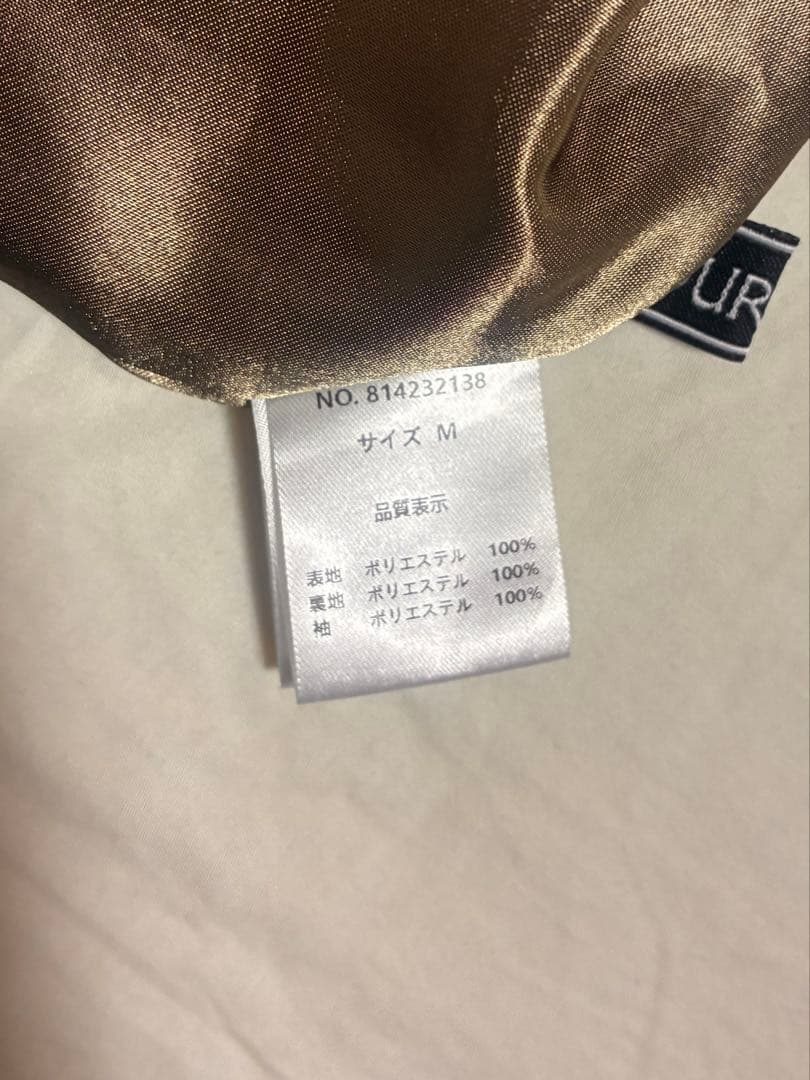 UR
NO. 814232138
サイズ M
品質表示
表地 ポリエステル 100%
裏地 ポリエステル 100%
袖 ポリエステル 100%